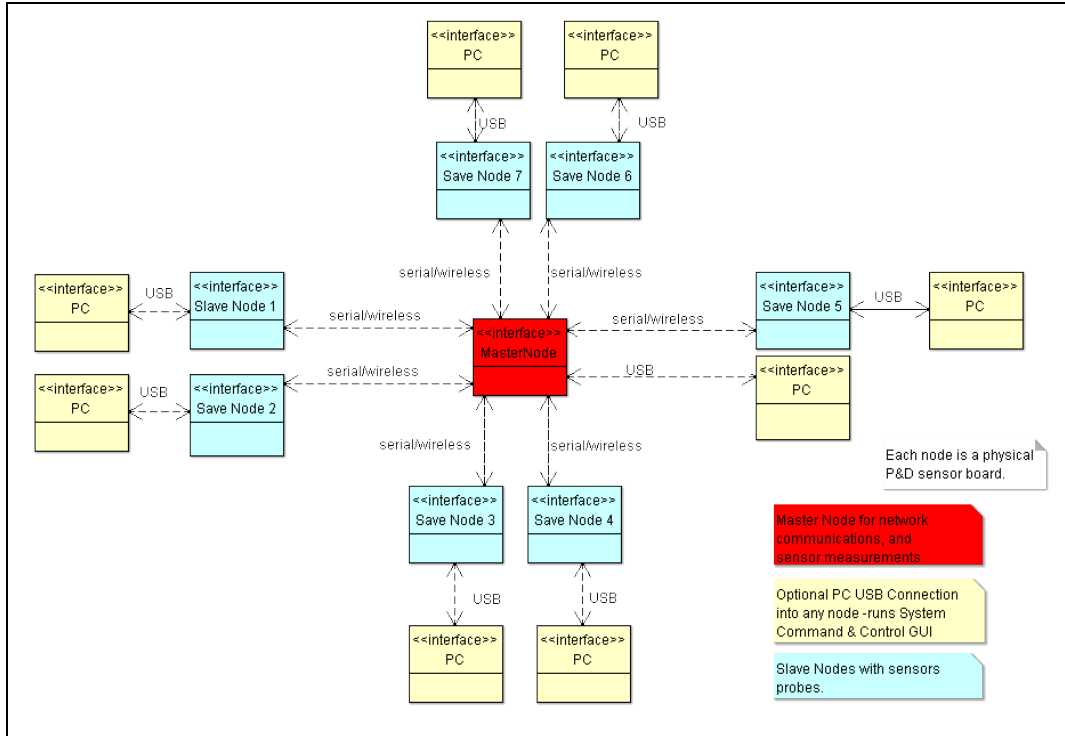 <<interface>>
PC
<<interface>>
PC
USB
USB
<<interface>>
Save Node 7
<<interface>>
Save Node 6
serial/wireless
serial/wireless
<<interface>>
PC
USB
<<interface>>
Slave Node 1
serial/wireless
<<interface>>
MasterNode
serial/wireless
<<interface>>
Save Node 5
USB
<<interface>>
PC
<<interface>>
PC
USB
<<interface>>
Save Node 2
serial/wireless
USB
<<interface>>
PC
serial/wireless
serial/wireless
<<interface>>
Save Node 3
<<interface>>
Save Node 4
USB
USB
<<interface>>
PC
<<interface>>
PC
Each node is a physical
P&D sensor board.
Master Node for network
communications, and
sensor measurements
Optional PC USB Connection
into any node -runs System
Command & Control GUI
Slave Nodes with sensors
probes.